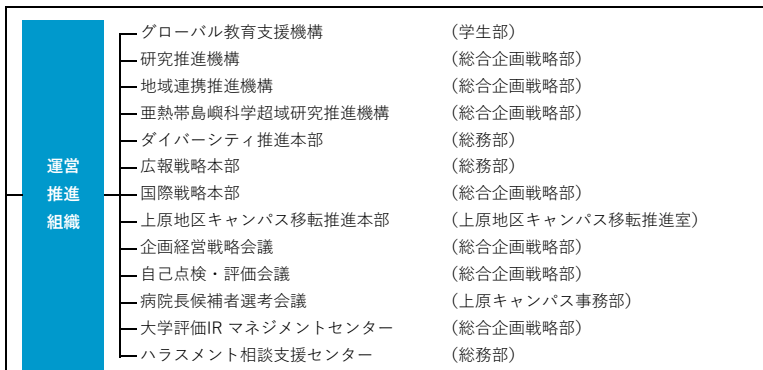 運営
推進
組織
グローバル教育支援機構 (学生部)
研究推進機構 (総合企画戦略部)
地域連携推進機構 (総合企画戦略部)
亜熱帯島嶼科学超域研究推進機構 (総合企画戦略部)
ダイバーシティ推進本部 (総務部)
広報戦略本部 (総務部)
国際戦略本部 (総合企画戦略部)
上原地区キャンパス移転推進本部 (上原地区キャンパス移転推進室)
企画経営戦略会議 (総合企画戦略部)
自己点検・評価会議 (総合企画戦略部)
病院長候補者選考会議 (上原キャンパス事務部)
大学評価IR マネジメントセンター (総合企画戦略部)
ハラスメント相談支援センター (総務部)